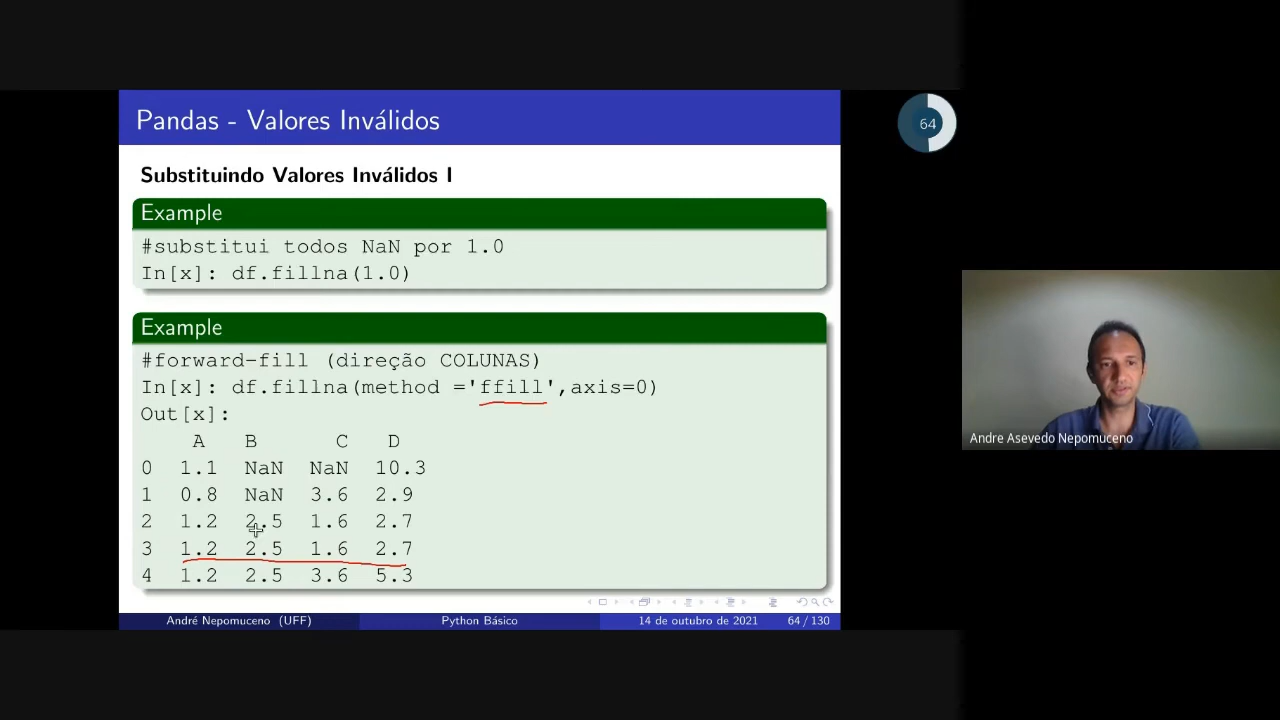 Pandas - Valores Inválidos
64
Substituindo Valores Inválidos I
Example
#substitui todos NaN por 1.0
In[x]: df.fillna(1.0)
Example
#forward-fill (direção COLUNAS)
In[x]: df.fillna(method ='ffill',axis=0)
Out[x]:
A B C D
0 1.1 NaN NaN 10.3
1 0.8 NaN 3.6 2.9
2 1.2 2.5 1.6 2.7
3 1.2 2.5 1.6 2.7
4 1.2 2.5 3.6 5.3
André Nepomuceno (UFF) Python Básico 14 de outubro de 2021 64 / 130
Andre Asevedo Nepomuceno